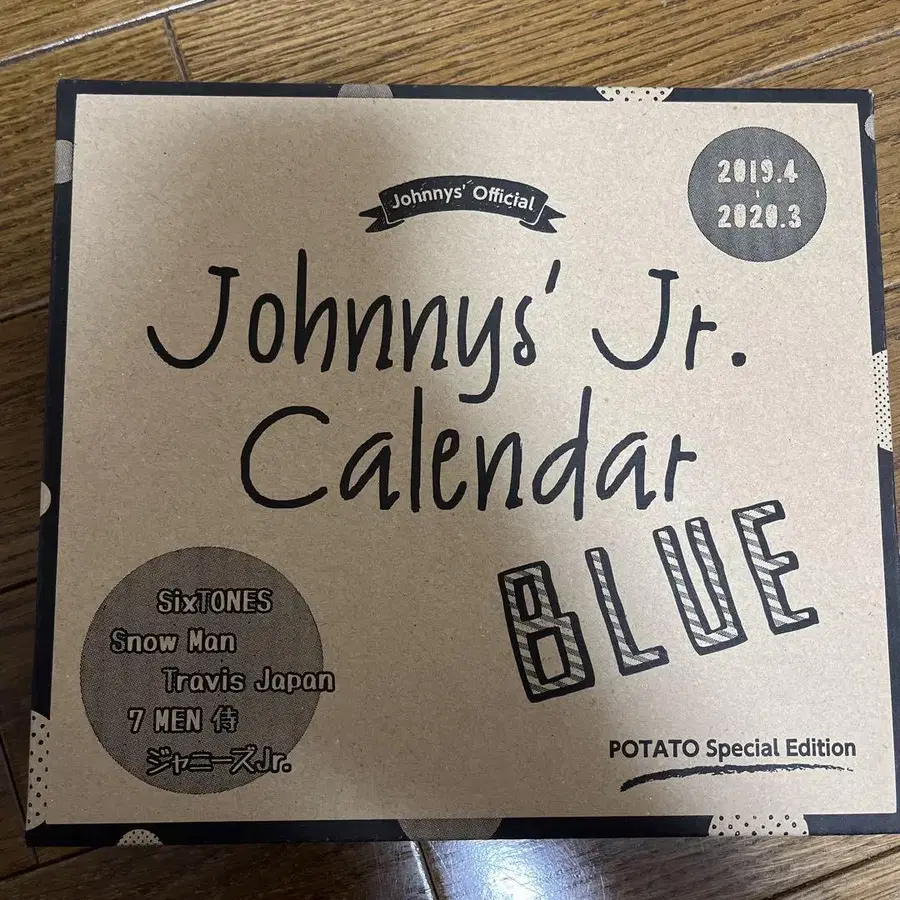 Johnnys' Official
2019.4
-
2020.3
Johnnys' Jr.
Calendar
BLUE
SixTONES
Snow Man
Travis Japan
7 MEN 侍
ジャニーズJr.
POTATO Special Edition